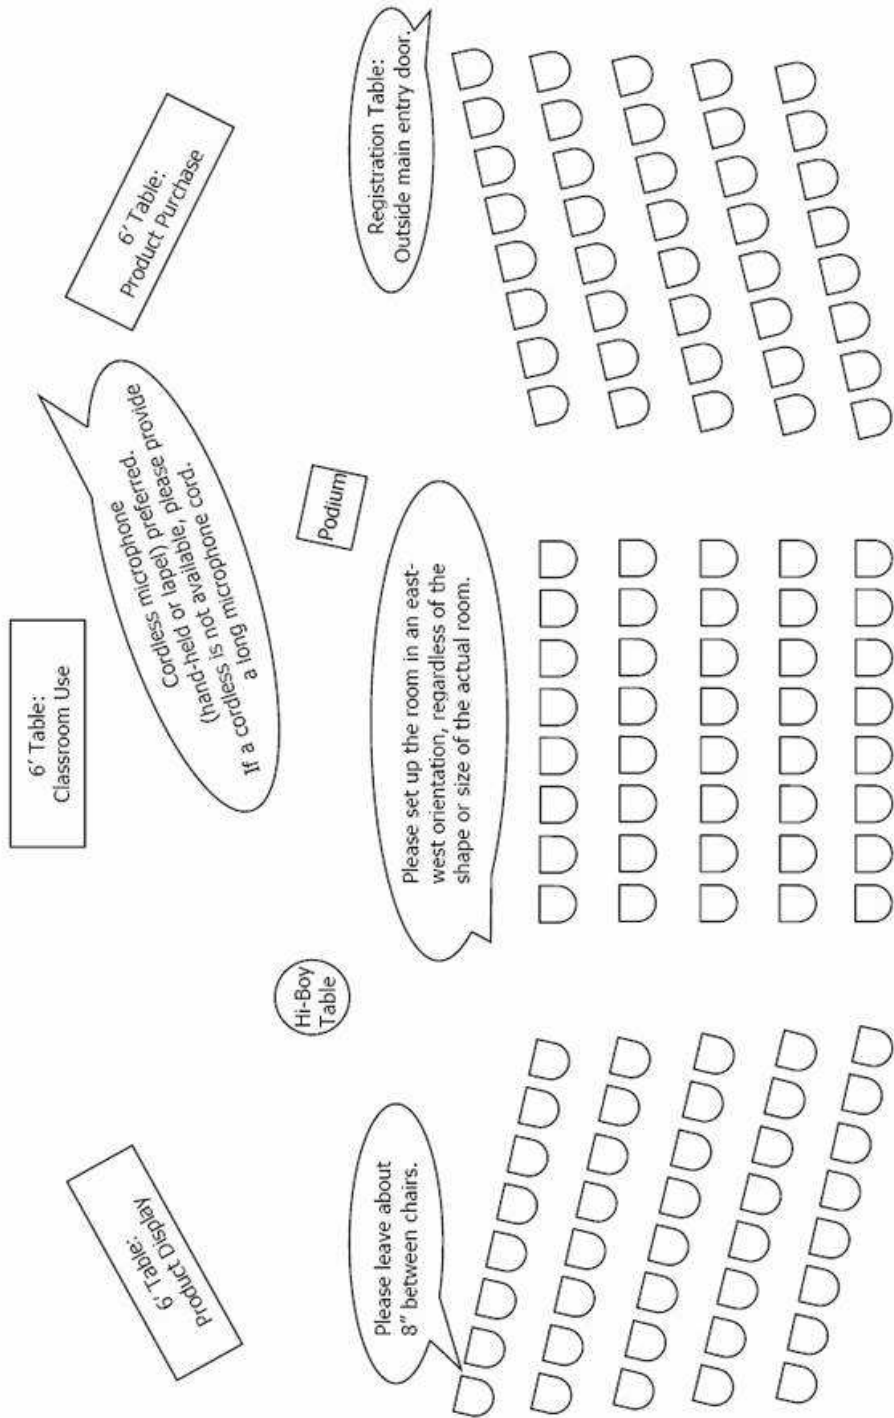 6' Table:
Product Display
6' Table:
Classroom Use
6' Table:
Product Purchase
Cordless microphone
(hand-held or lapel) preferred.
If a cordless is not available, please provide
a long microphone cord.
Hi-Boy
Table
Podium
Please leave about
8" between chairs.
Please set up the room in an east-
west orientation, regardless of the
shape or size of the actual room.
Registration Table:
Outside main entry door.